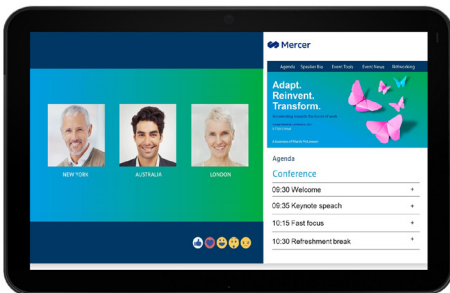 Mercer
Agenda Speaker Bio Event Tools Event Focus Networking
Adapt.
Reinvent.
Transform.
NEW YORK
AUSTRALIA
LONDON
Agenda
Conference
09:30 Welcome +
09:35 Keynote speach +
10:15 Fast focus +
10:30 Refreshment break +